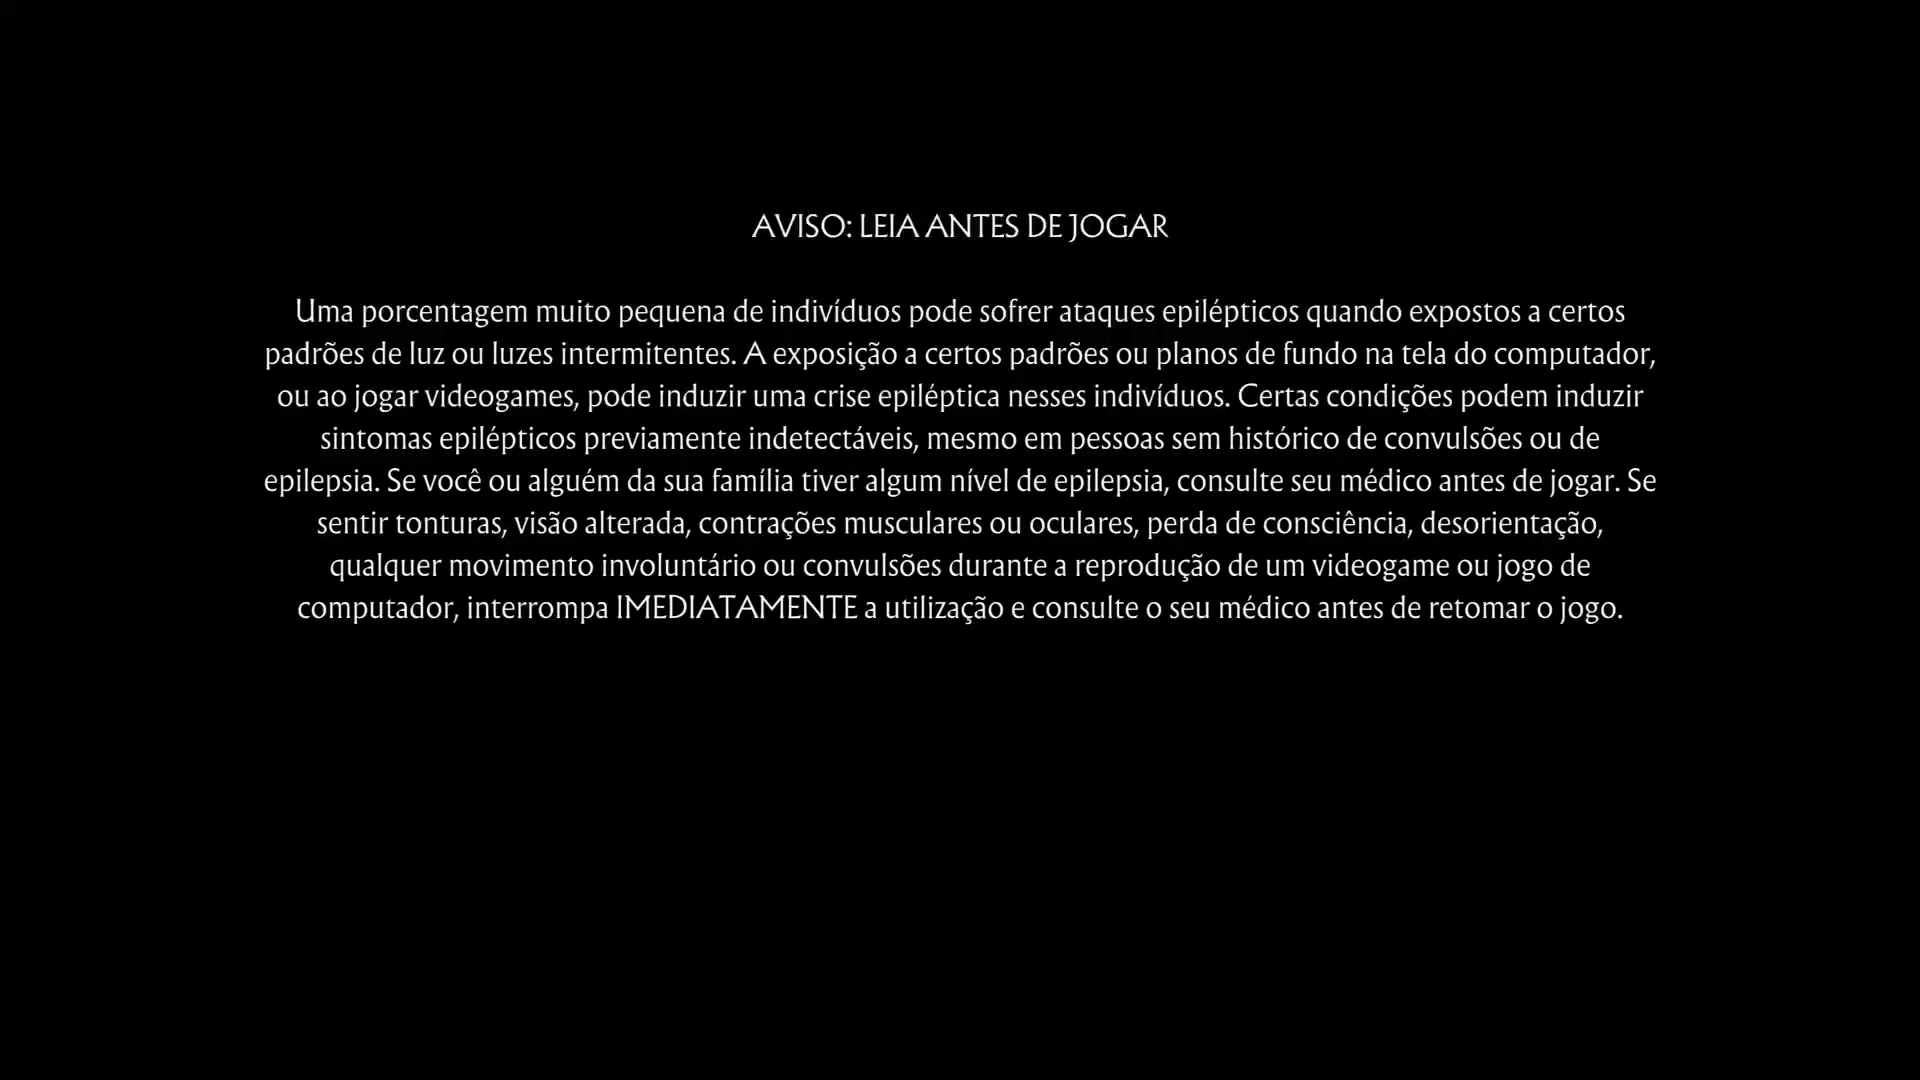 AVISO: LEIA ANTES DE JOGAR
Uma porcentagem muito pequena de indivíduos pode sofrer ataques epilépticos quando expostos a certos
padrões de luz ou luzes intermitentes. A exposição a certos padrões ou planos de fundo na tela do computador,
ou ao jogar videogames, pode induzir uma crise epiléptica nesses indivíduos. Certas condições podem induzir
sintomas epilépticos previamente indetectáveis, mesmo em pessoas sem histórico de convulsões ou de
epilepsia. Se você ou alguém da sua família tiver algum nível de epilepsia, consulte seu médico antes de jogar. Se
sentir tonturas, visão alterada, contrações musculares ou oculares, perda de consciência, desorientação,
qualquer movimento involuntário ou convulsões durante a reprodução de um videogame ou jogo de
computador, interrompa IMEDIATAMENTE a utilização e consulte o seu médico antes de retomar o jogo.